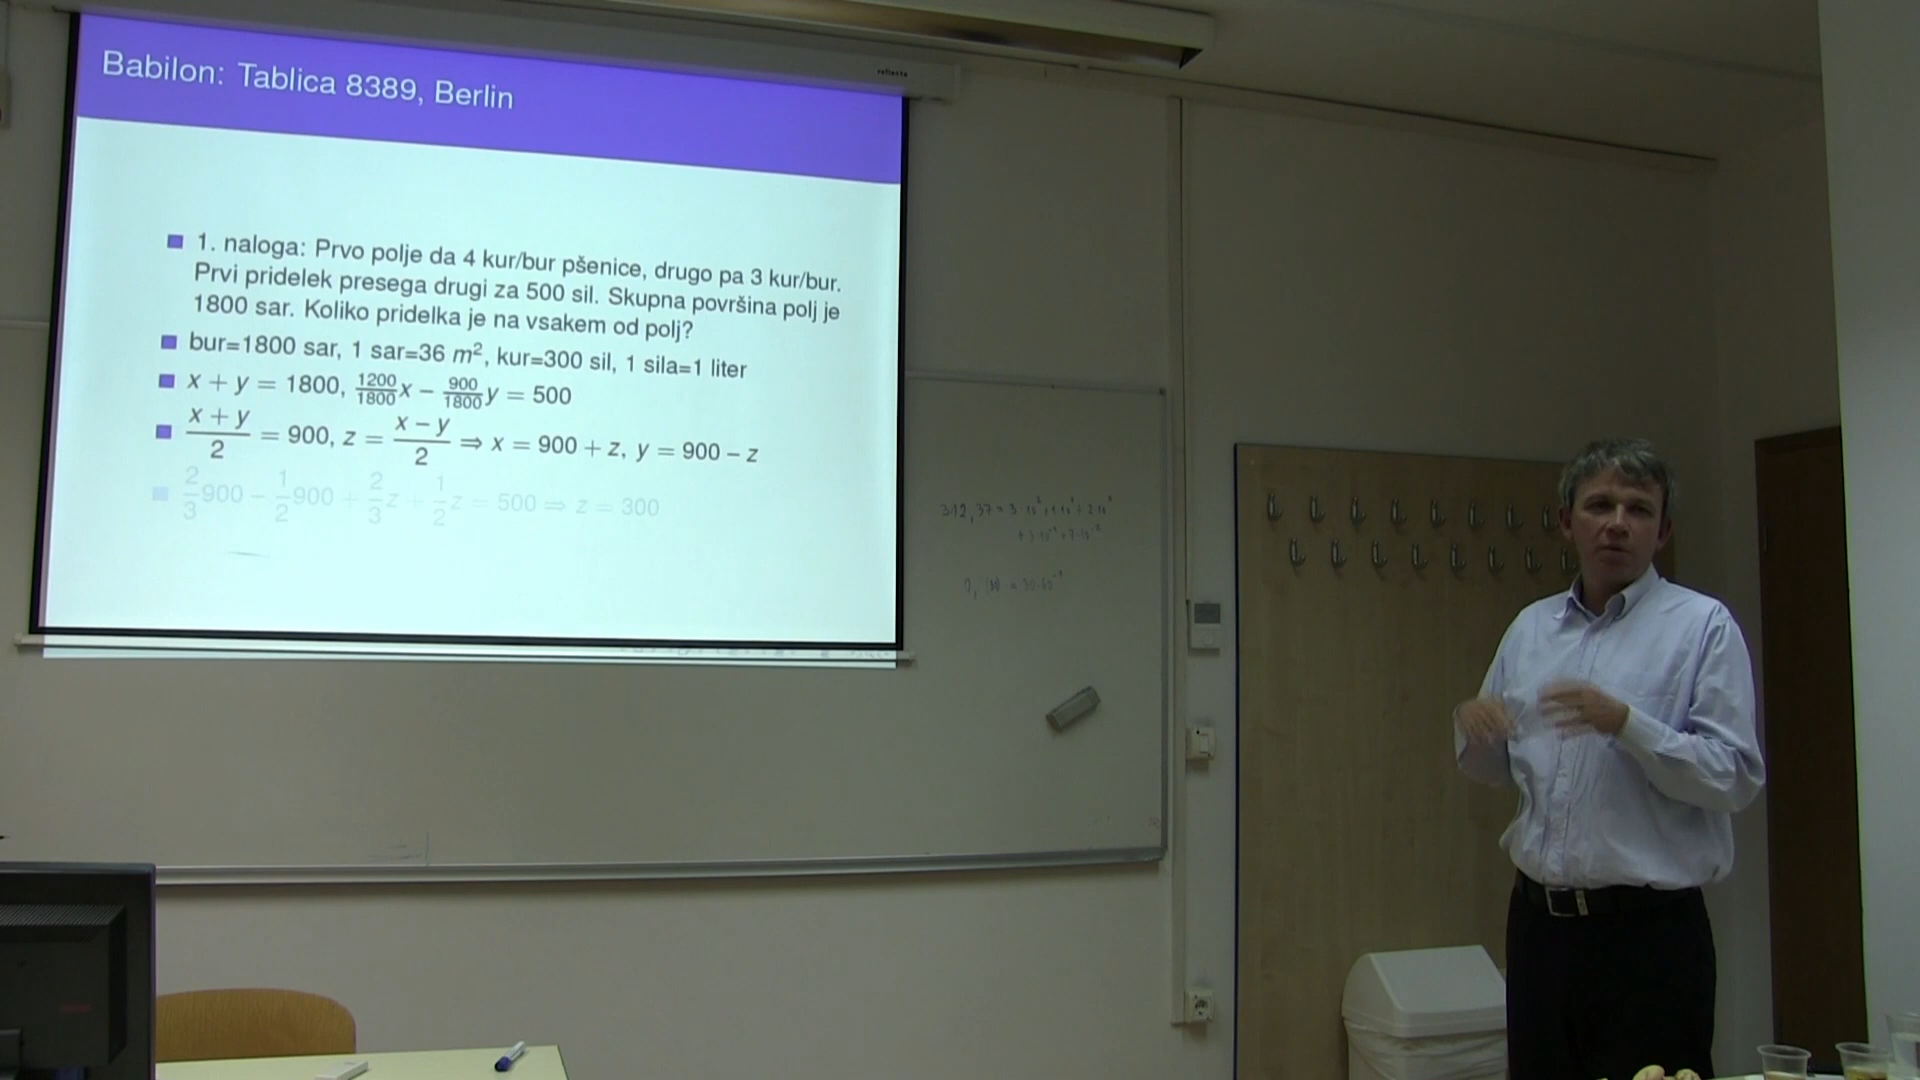 reflecta
Babilon: Tablica 8389, Berlin
1. naloga: Prvo polje da 4 kur/bur pšenice, drugo pa 3 kur/bur.
Prvi pridelek presega drugi za 500 sil. Skupna površina polj je
1800 sar. Koliko pridelka je na vsakem od polj?
bur=1800 sar, 1 sar=36 m², kur=300 sil, 1 sila=1 liter
x + y = 1800, 1200/1800 x − 900/1800 y = 500
(x + y)/2 = 900, z = (x − y)/2 ⇒ x = 900 + z, y = 900 − z
2/3 900 − 1/2 900 + 2/3 z + 1/2 z = 500 ⇒ z = 300